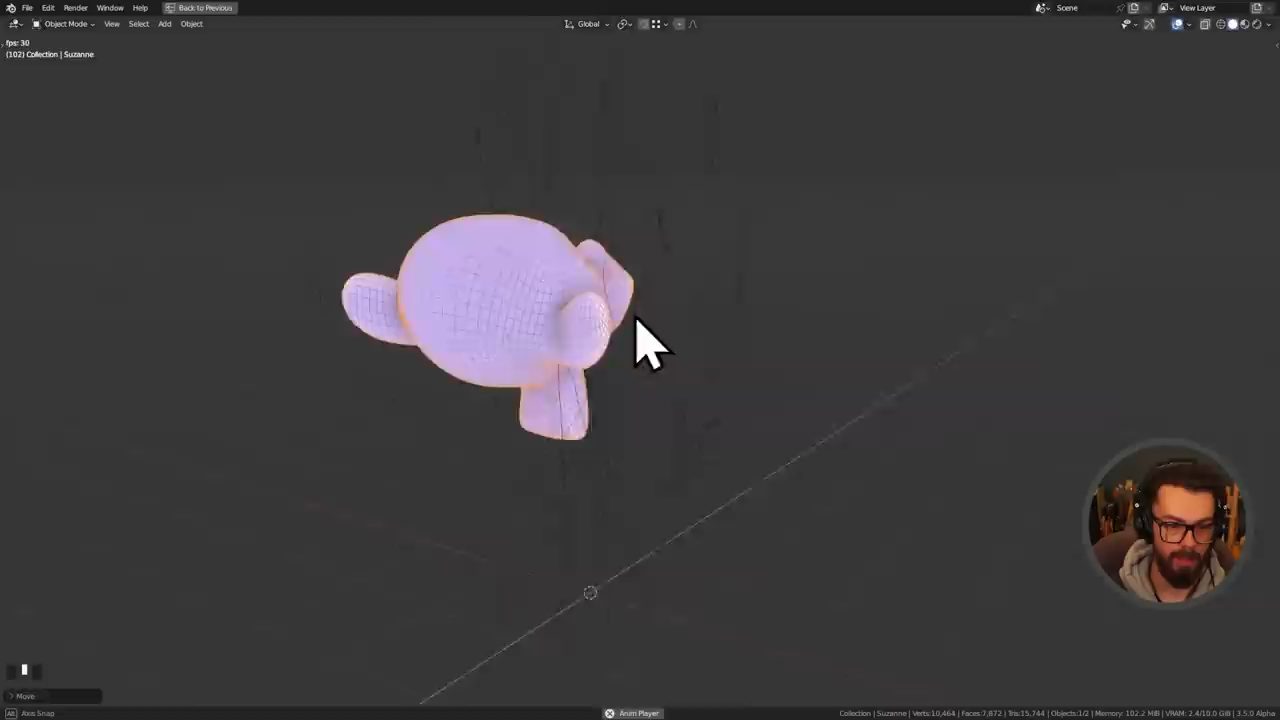 File Edit Render Window Help Back to Previous Scene View Layer
Object Mode View Select Add Object Global
fps: 30
(102) Collection | Suzanne
Move
Axis Snap Anim Player Collection | Suzanne | Verts:10,464 | Faces:7,872 | Tris:15,744 | Objects:1/2 | Memory: 102.2 MiB | VRAM: 2.4/10.0 GiB | 3.5.0 Alpha